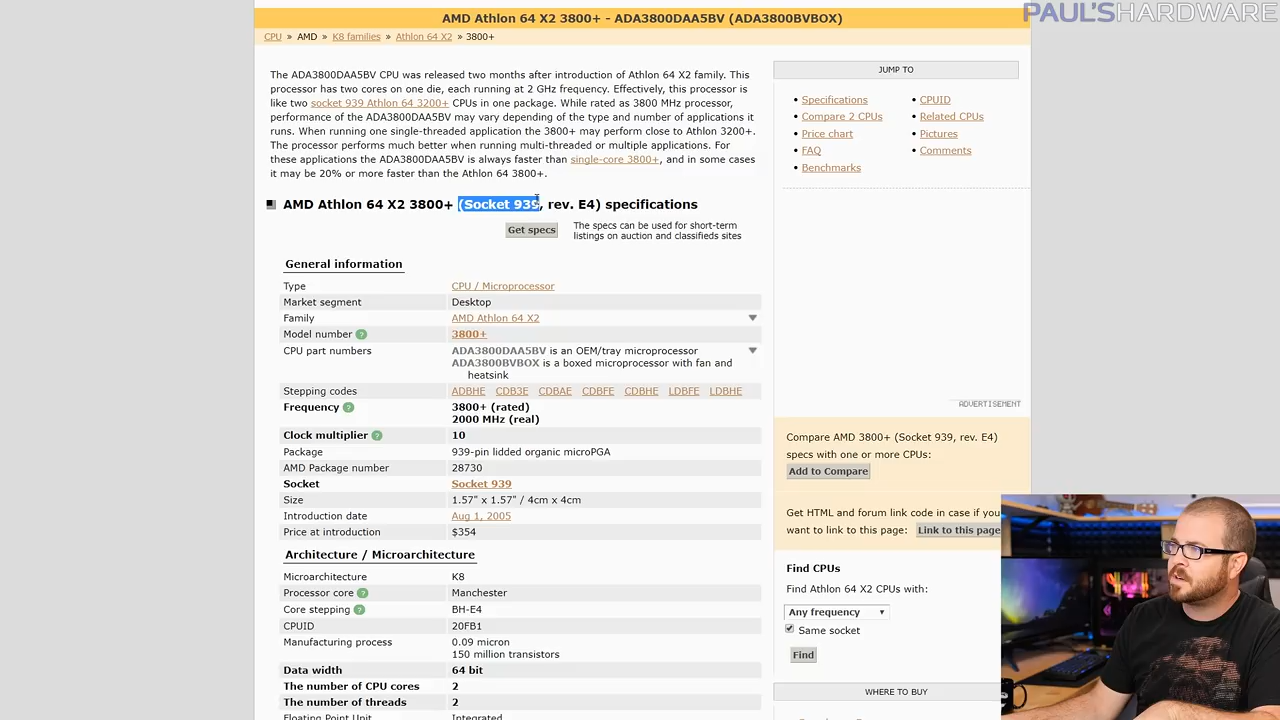 PAUL'SHARDWARE
AMD Athlon 64 X2 3800+ - ADA3800DAA5BV (ADA3800BVBOX)
CPU » AMD » K8 families » Athlon 64 X2 » 3800+
The ADA3800DAA5BV CPU was released two months after introduction of Athlon 64 X2 family. This
processor has two cores on one die, each running at 2 GHz frequency. Effectively, this processor is
like two socket 939 Athlon 64 3200+ CPUs in one package. While rated as 3800 MHz processor,
performance of the ADA3800DAA5BV may vary depending of the type and number of applications it
runs. When running one single-threaded application the 3800+ may perform close to Athlon 3200+.
The processor performs much better when running multi-threaded or multiple applications. For
these applications the ADA3800DAA5BV is always faster than single-core 3800+, and in some cases
it may be 20% or more faster than the Athlon 64 3800+.
AMD Athlon 64 X2 3800+ (Socket 939, rev. E4) specifications
Get specs
The specs can be used for short-term
listings on auction and classifieds sites
General information
Type CPU / Microprocessor
Market segment Desktop
Family AMD Athlon 64 X2
Model number ? 3800+
CPU part numbers ADA3800DAA5BV is an OEM/tray microprocessor
ADA3800BVBOX is a boxed microprocessor with fan and
heatsink
Stepping codes ADBHE CDB3E CDBAE CDBFE CDBHE LDBFE LDBHE
Frequency ? 3800+ (rated)
2000 MHz (real)
Clock multiplier ? 10
Package 939-pin lidded organic microPGA
AMD Package number 28730
Socket Socket 939
Size 1.57" x 1.57" / 4cm x 4cm
Introduction date Aug 1, 2005
Price at introduction $354
Architecture / Microarchitecture
Microarchitecture K8
Processor core ? Manchester
Core stepping ? BH-E4
CPUID 20FB1
Manufacturing process 0.09 micron
150 million transistors
Data width 64 bit
The number of CPU cores 2
The number of threads 2
Floating Point Unit Integrated
JUMP TO
• Specifications
• Compare 2 CPUs
• Price chart
• FAQ
• Benchmarks
• CPUID
• Related CPUs
• Pictures
• Comments
ADVERTISEMENT
Compare AMD 3800+ (Socket 939, rev. E4)
specs with one or more CPUs:
Add to Compare
Get HTML and forum link code in case if you
want to link to this page: Link to this page
Find CPUs
Find Athlon 64 X2 CPUs with:
Any frequency
Same socket
Find
WHERE TO BUY